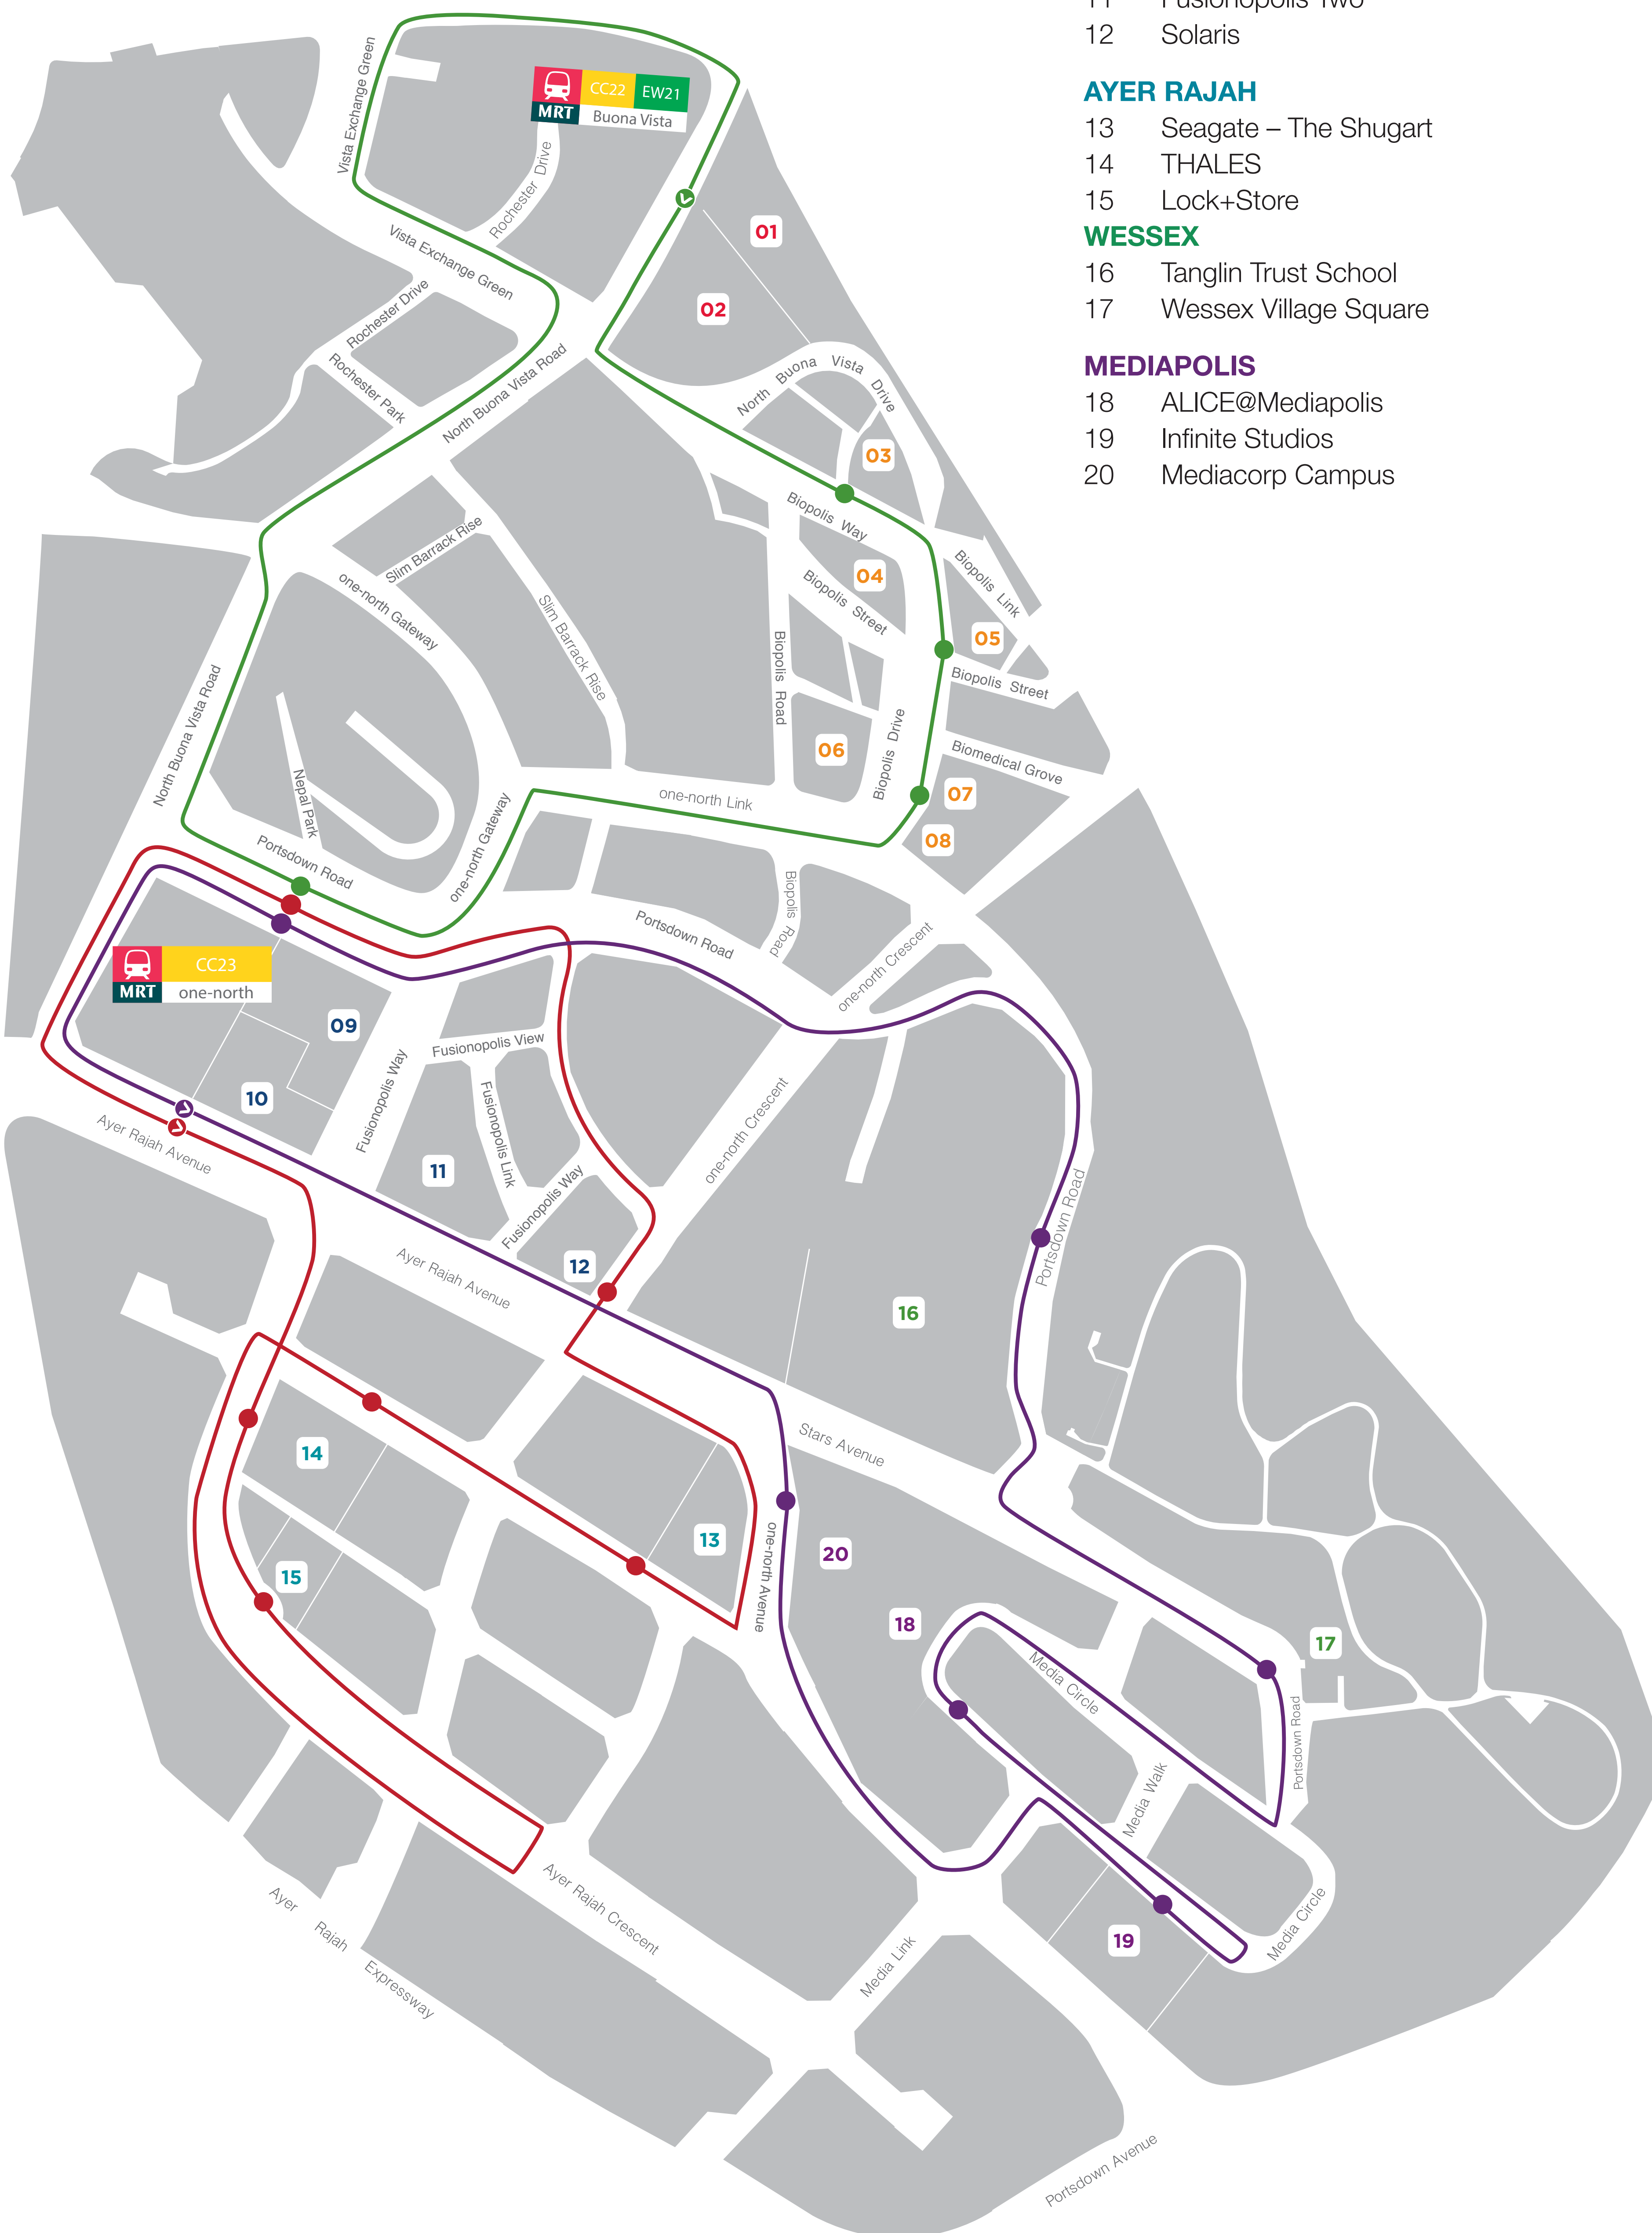 11 Fusionopolis Two
12 Solaris
AYER RAJAH
13 Seagate – The Shugart
14 THALES
15 Lock+Store
WESSEX
16 Tanglin Trust School
17 Wessex Village Square
MEDIAPOLIS
18 ALICE@Mediapolis
19 Infinite Studios
20 Mediacorp Campus
Vista Exchange Green
CC22 EW21
MRT Buona Vista
Rochester Drive
01
Vista Exchange Green
02
Rochester Drive
Rochester Park
North Buona Vista Road
North Buona Vista Drive
03
Biopolis Way
Slim Barrack Rise
04
Biopolis Link
one-north Gateway
Biopolis Street
Slim Barrack Rise
05
Biopolis Road
Biopolis Street
North Buona Vista Road
06
Biopolis Drive
Biomedical Grove
Nepal Park
one-north Link
07
08
one-north Gateway
Portsdown Road
Biopolis Road
Portsdown Road
one-north Crescent
CC23
MRT one-north
09
Fusionopolis View
10
Fusionopolis Way
Fusionopolis Link
one-north Crescent
Ayer Rajah Avenue
11
Fusionopolis Way
Portsdown Road
12
Ayer Rajah Avenue
16
Stars Avenue
14
13
one-north Avenue
20
15
18
17
Media Circle
Portsdown Road
Media Walk
Ayer Rajah Crescent
Media Circle
19
Ayer Rajah Expressway
Media Link
Portsdown Avenue